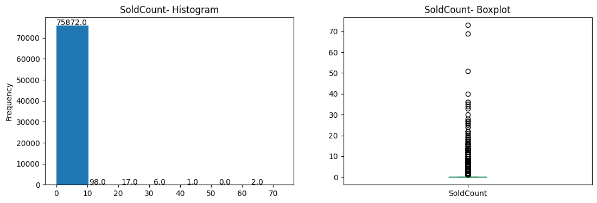 SoldCount- Histogram
75872.0
70000
60000
50000
40000
30000
20000
10000
0
Frequency
98.0 17.0 6.0 1.0 0.0 2.0
0 10 20 30 40 50 60 70
SoldCount- Boxplot
70
60
50
40
30
20
10
0
SoldCount